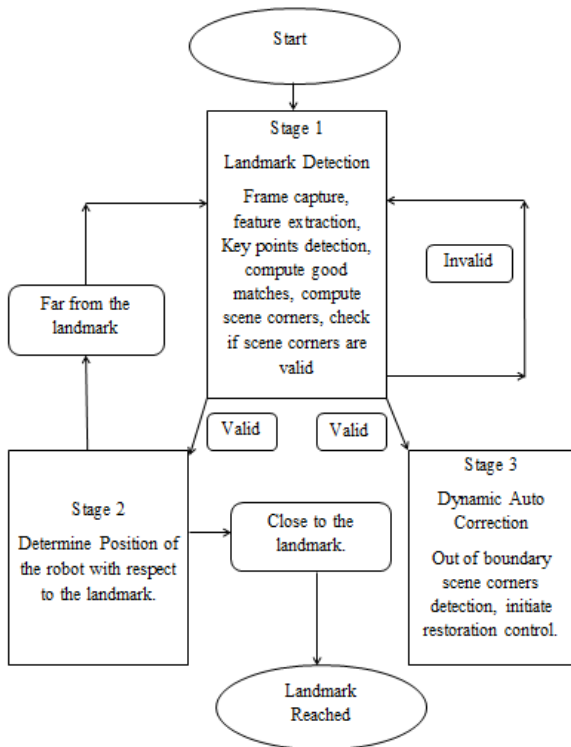 Start
Stage 1
Landmark Detection
Frame capture,
feature extraction,
Key points detection,
compute good
matches, compute
scene corners, check
if scene corners are
valid
Invalid
Far from the
landmark
Valid
Valid
Stage 2
Determine Position of
the robot with respect
to the landmark.
Close to the
landmark.
Stage 3
Dynamic Auto
Correction
Out of boundary
scene corners
detection, initiate
restoration control.
Landmark
Reached